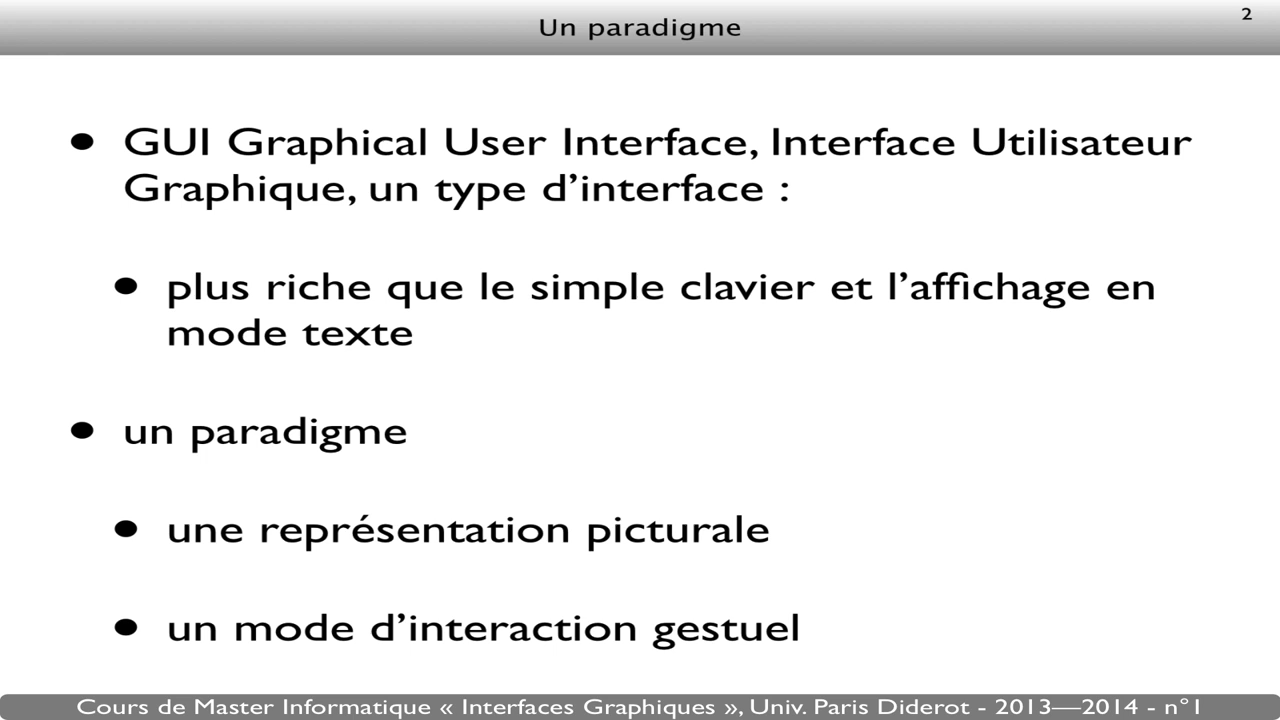 Un paradigme
2
• GUI Graphical User Interface, Interface Utilisateur
Graphique, un type d’interface :
• plus riche que le simple clavier et l’affichage en
mode texte
• un paradigme
• une représentation picturale
• un mode d’interaction gestuel
Cours de Master Informatique « Interfaces Graphiques », Univ. Paris Diderot - 2013—2014 - n°1